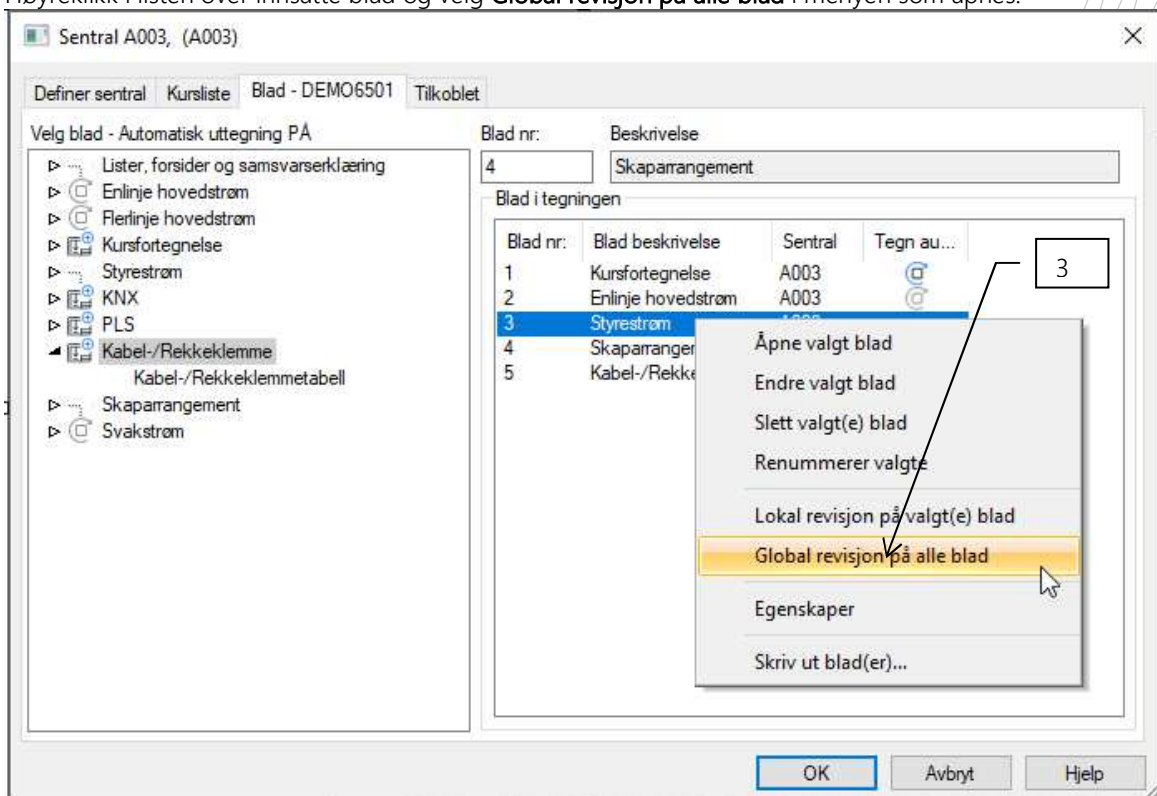 Høyreklikk i listen over innsatte blad og velg Global revisjon på alle blad i menyen som åpnes.
Sentral A003, (A003)
Definer sentral Kursliste Blad - DEMO6501 Tilkoblet
Velg blad - Automatisk uttegning PÅ
Lister, forsider og samsvarserklæring
Enlinje hovedstrøm
Flerlinje hovedstrøm
Kursfortegnelse
Styrestrøm
KNX
PLS
Kabel-/Rekkeklemme
Kabel-/Rekkeklemmetabell
Skaparrangement
Svakstrøm
Blad nr: Beskrivelse
4 Skaparrangement
Blad i tegningen
Blad nr: Blad beskrivelse Sentral Tegn au...
1 Kursfortegnelse A003
2 Enlinje hovedstrøm A003
3 Styrestrøm
4 Skaparranger
5 Kabel-/Rekke
3
Åpne valgt blad
Endre valgt blad
Slett valgt(e) blad
Renummerer valgte
Lokal revisjon på valgt(e) blad
Global revisjon på alle blad
Egenskaper
Skriv ut blad(er)...
OK Avbryt Hjelp